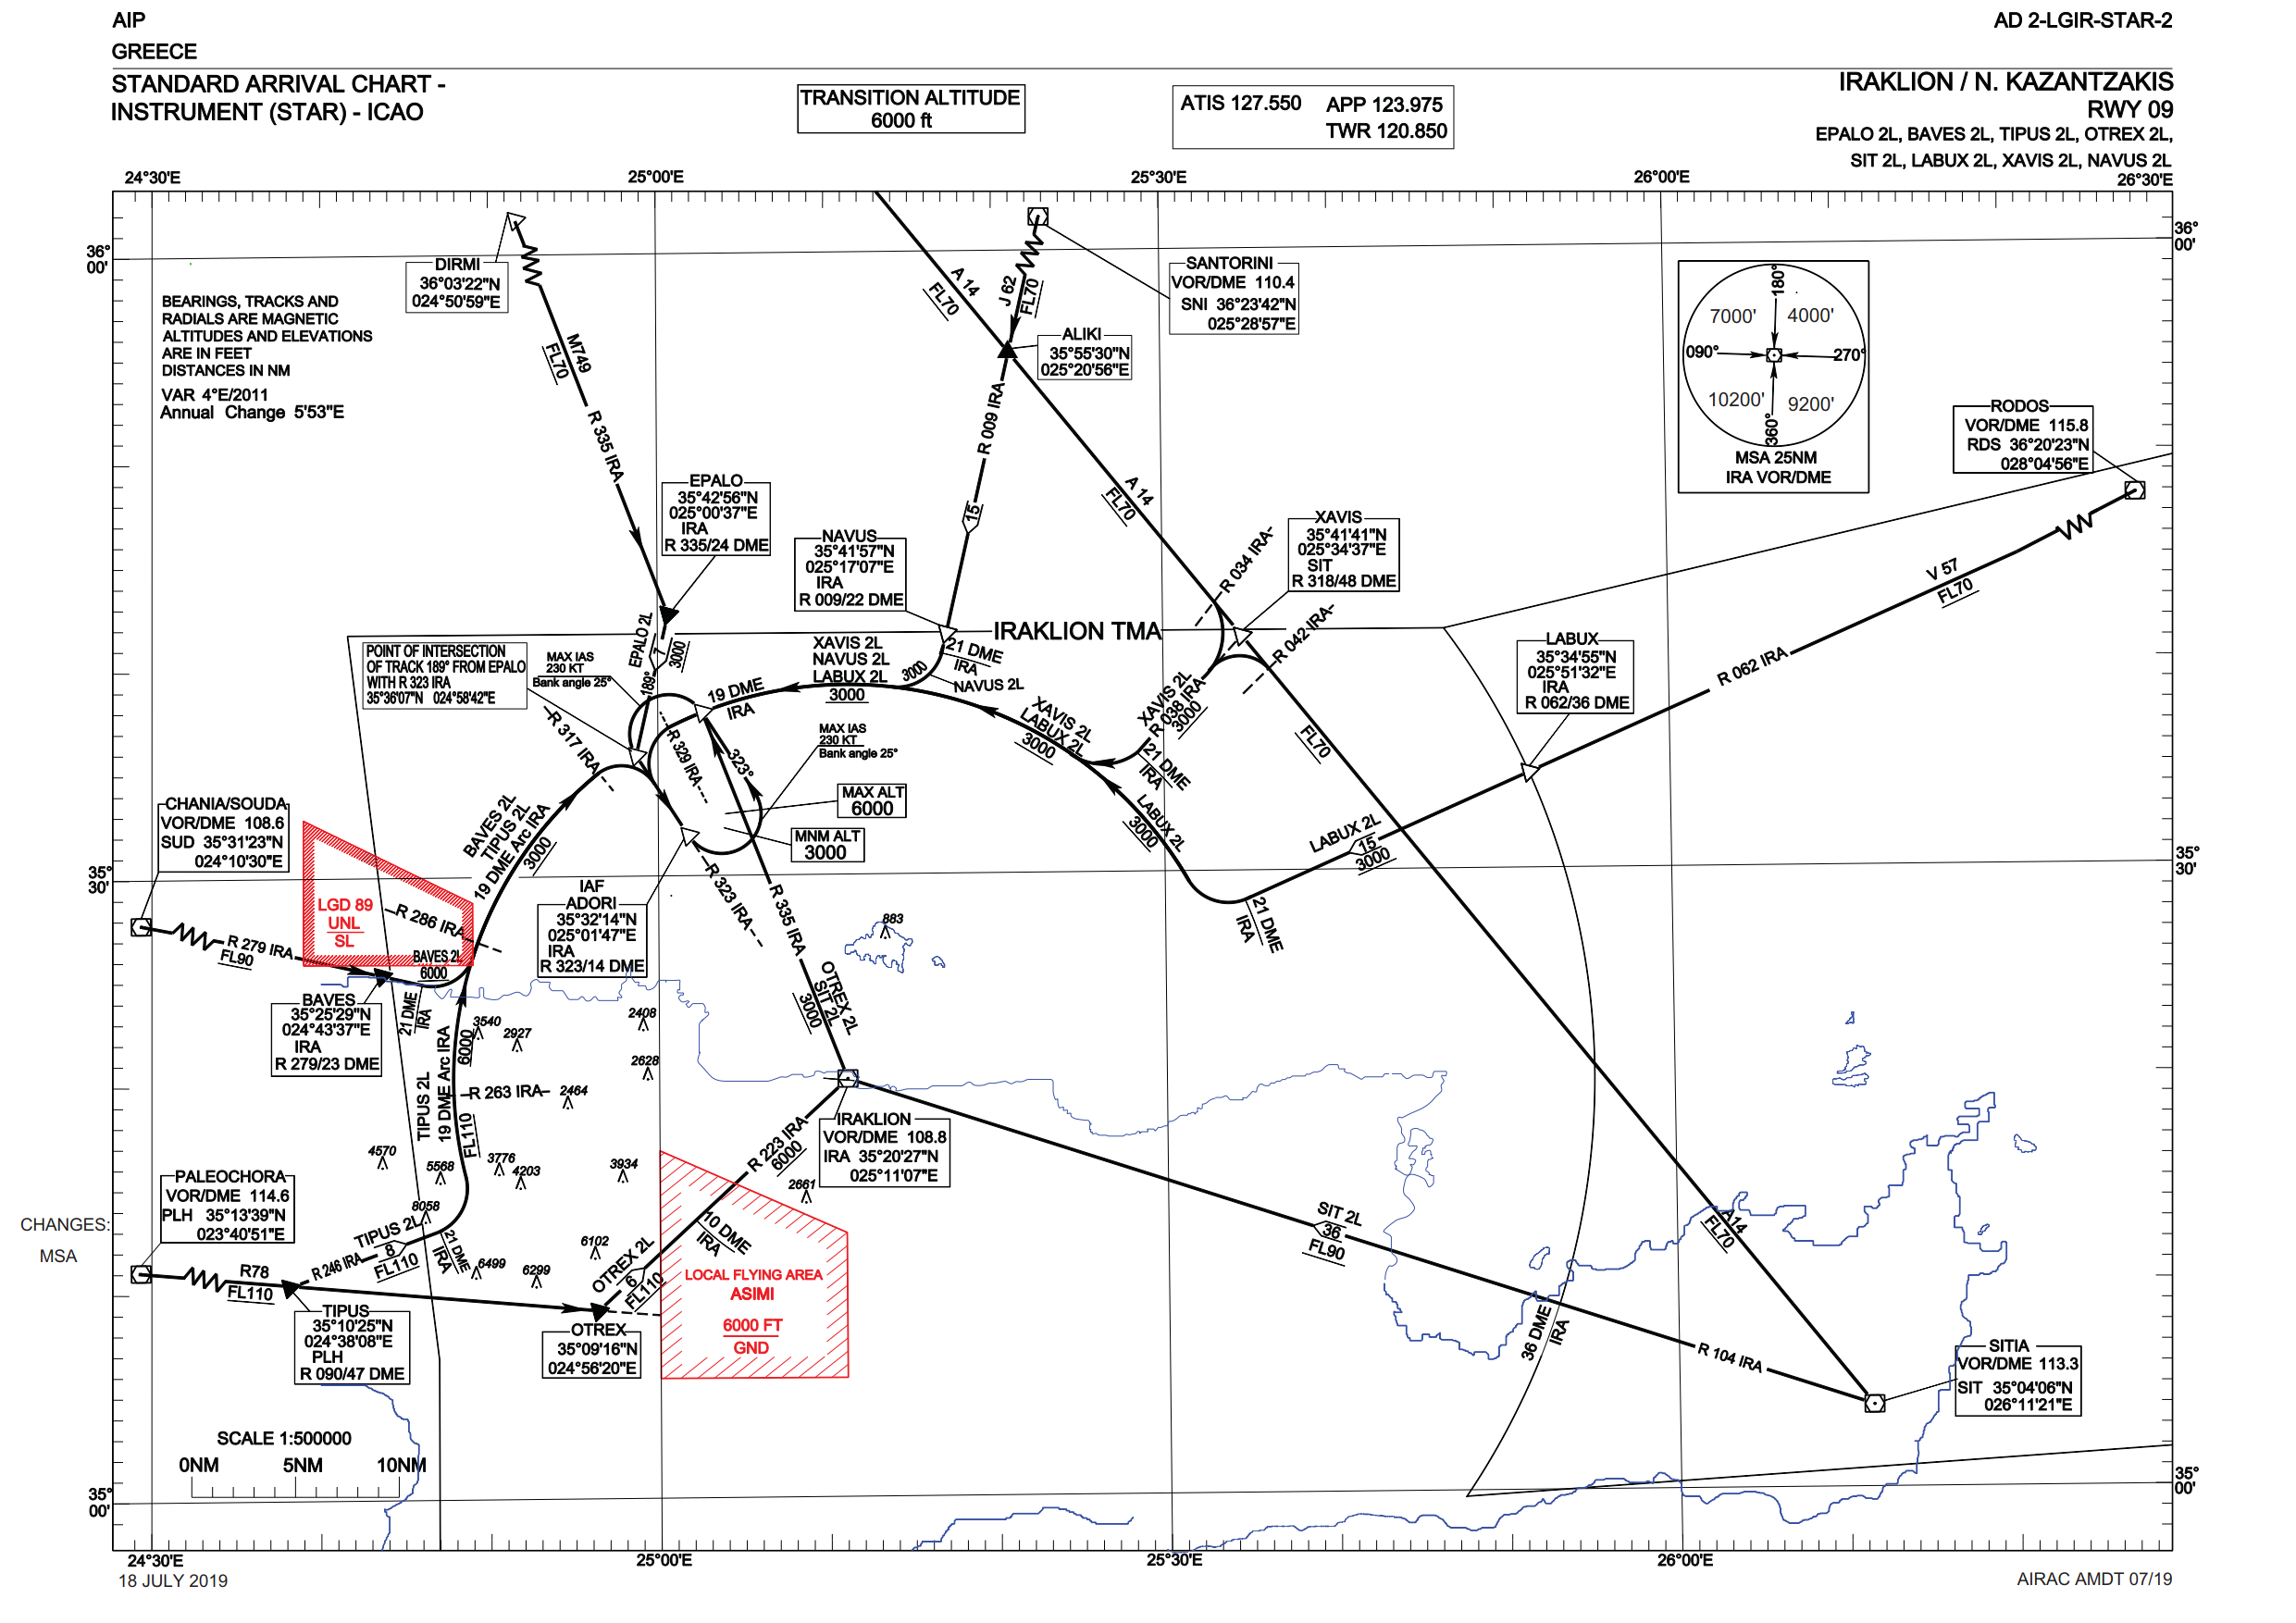 AIP
GREECE
AD 2-LGIR-STAR-2
STANDARD ARRIVAL CHART -
INSTRUMENT (STAR) - ICAO
TRANSITION ALTITUDE
6000 ft
ATIS 127.550 APP 123.975
TWR 120.850
IRAKLION / N. KAZANTZAKIS
RWY 09
EPALO 2L, BAVES 2L, TIPUS 2L, OTREX 2L,
SIT 2L, LABUX 2L, XAVIS 2L, NAVUS 2L
24°30'E
25°00'E
25°30'E
26°00'E
26°30'E
36°
00'
36°
00'
DIRMI
36°03'22"N
024°50'59"E
BEARINGS, TRACKS AND
RADIALS ARE MAGNETIC
ALTITUDES AND ELEVATIONS
ARE IN FEET
DISTANCES IN NM
VAR 4°E/2011
Annual Change 5'53"E
M749
FL70
R 335 IRA
A 14
FL70
J 62
FL70
SANTORINI
VOR/DME 110.4
SNI 36°23'42"N
025°28'57"E
ALIKI
35°55'30"N
025°20'56"E
R 009 IRA
15
A 14
FL70
180°
7000'
4000'
090°
270°
10200'
9200'
360°
MSA 25NM
IRA VOR/DME
RODOS
VOR/DME 115.8
RDS 36°20'23"N
028°04'56"E
V 57
FL70
R 062 IRA
EPALO
35°42'56"N
025°00'37"E
IRA
R 335/24 DME
NAVUS
35°41'57"N
025°17'07"E
IRA
R 009/22 DME
R 034 IRA
XAVIS
35°41'41"N
025°34'37"E
SIT
R 318/48 DME
R 042 IRA
IRAKLION TMA
LABUX
35°34'55"N
025°51'32"E
IRA
R 062/36 DME
POINT OF INTERSECTION
OF TRACK 189° FROM EPALO
WITH R 323 IRA
35°36'07"N 024°58'42"E
MAX IAS
230 KT
Bank angle 25°
EPALO 2L
7
3000
189°
XAVIS 2L
NAVUS 2L
LABUX 2L
3000
21 DME
IRA
3000
NAVUS 2L
19 DME
IRA
XAVIS 2L
LABUX 2L
3000
XAVIS 2L
R 038 IRA
3000
21 DME
IRA
FL70
R 317 IRA
R 329 IRA
323°
MAX IAS
230 KT
Bank angle 25°
MAX ALT
6000
MNM ALT
3000
LABUX 2L
3000
LABUX 2L
15
3000
21 DME
IRA
CHANIA/SOUDA
VOR/DME 108.6
SUD 35°31'23"N
024°10'30"E
BAVES 2L
TIPUS 2L
19 DME Arc IRA
3000
35°
30'
35°
30'
IAF
ADORI
35°32'14"N
025°01'47"E
IRA
R 323/14 DME
R 323 IRA
R 335 IRA
OTREX 2L
SIT 2L
3000
883
LGD 89
UNL
SL
R 286 IRA
R 279 IRA
FL90
BAVES 2L
6000
BAVES
35°25'29"N
024°43'37"E
IRA
R 279/23 DME
21 DME
IRA
TIPUS 2L
19 DME Arc IRA
6000
FL110
3540
2927
2408
2628
R 263 IRA
2464
4570
5568
3776
4203
3934
2661
8058
6499
6299
6102
IRAKLION
VOR/DME 108.8
IRA 35°20'27"N
025°11'07"E
R 223 IRA
6000
10 DME
IRA
OTREX 2L
6
FL110
PALEOCHORA
VOR/DME 114.6
PLH 35°13'39"N
023°40'51"E
CHANGES:
MSA
R78
FL110
R 246 IRA
TIPUS 2L
8
FL110
21 DME
IRA
TIPUS
35°10'25"N
024°38'08"E
PLH
R 090/47 DME
OTREX
35°09'16"N
024°56'20"E
LOCAL FLYING AREA
ASIMI
6000 FT
GND
SIT 2L
36
FL90
A14
FL70
36 DME
IRA
R 104 IRA
SITIA
VOR/DME 113.3
SIT 35°04'06"N
026°11'21"E
SCALE 1:500000
0NM 5NM 10NM
35°
00'
35°
00'
24°30'E
25°00'E
25°30'E
26°00'E
18 JULY 2019
AIRAC AMDT 07/19